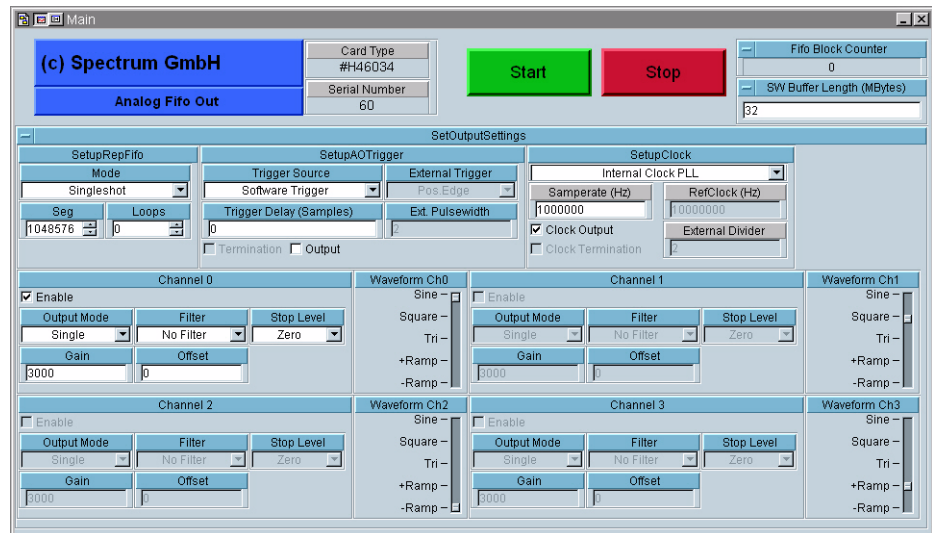 Main
(c) Spectrum GmbH
Analog Fifo Out
Card Type
#H46034
Serial Number
60
Start
Stop
Fifo Block Counter
0
SW Buffer Length (MBytes)
32
SetOutputSettings
SetupRepFifo
Mode
Singleshot
Seg Loops
1048576 0
SetupAOTrigger
Trigger Source External Trigger
Software Trigger Pos.Edge
Trigger Delay (Samples) Ext. Pulsewidth
0 2
Termination Output
SetupClock
Internal Clock PLL
Samperate (Hz) RefClock (Hz)
1000000 10000000
Clock Output External Divider
Clock Termination 2
Channel 0
Enable
Output Mode Filter Stop Level
Single No Filter Zero
Gain Offset
3000 0
Waveform Ch0
Sine
Square
Tri
+Ramp
-Ramp
Channel 1
Enable
Output Mode Filter Stop Level
Single No Filter Zero
Gain Offset
3000 0
Waveform Ch1
Sine
Square
Tri
+Ramp
-Ramp
Channel 2
Enable
Output Mode Filter Stop Level
Single No Filter Zero
Gain Offset
3000 0
Waveform Ch2
Sine
Square
Tri
+Ramp
-Ramp
Channel 3
Enable
Output Mode Filter Stop Level
Single No Filter Zero
Gain Offset
3000 0
Waveform Ch3
Sine
Square
Tri
+Ramp
-Ramp